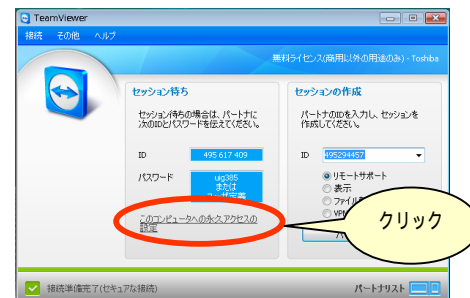 TeamViewer
接続 その他 ヘルプ
無料ライセンス(商用以外の用途のみ) - Toshiba
セッション待ち
セッション待ちの場合は、パートナに
次のIDとパスワードを伝えてください。
ID 495 617 409
パスワード uig385
または
ユーザ定義
このコンピュータへの永久アクセスの
設定
セッションの作成
パートナのIDを入力し、セッションを
作成してください。
ID 495294457
リモートサポート
表示
ファイル
VPN
クリック
接続準備完了(セキュアな接続)
パートナリスト